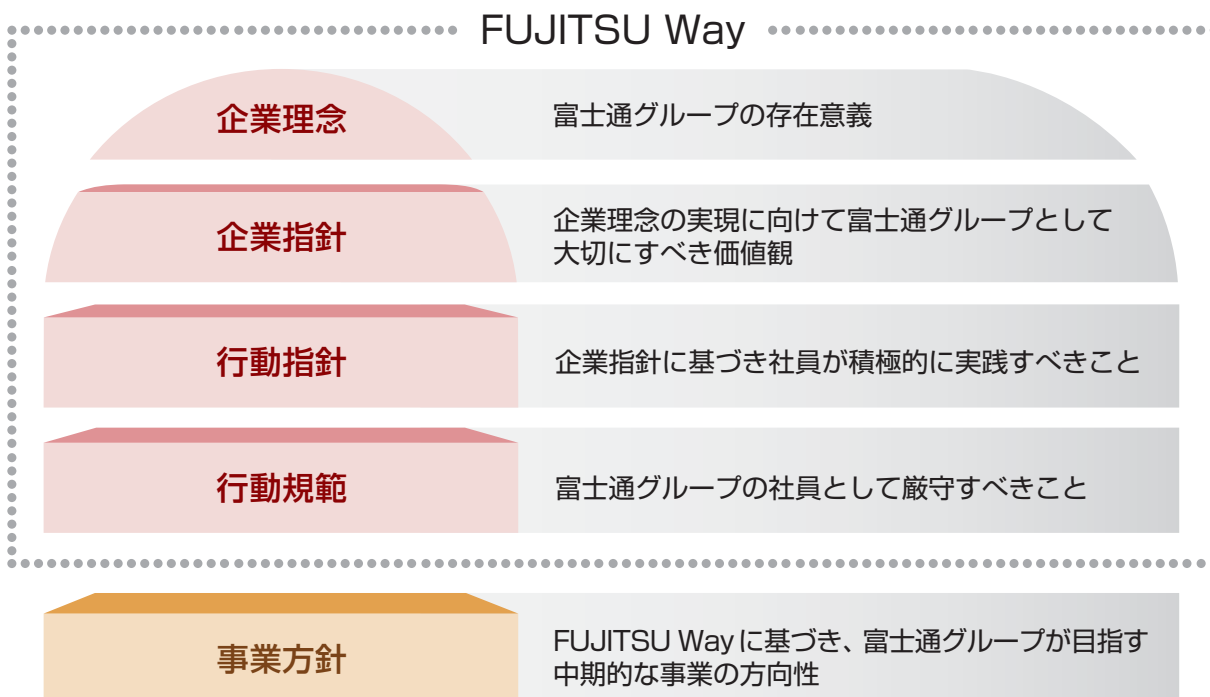 FUJITSU Way
企業理念
富士通グループの存在意義
企業指針
企業理念の実現に向けて富士通グループとして
大切にすべき価値観
行動指針
企業指針に基づき社員が積極的に実践すべきこと
行動規範
富士通グループの社員として厳守すべきこと
事業方針
FUJITSU Wayに基づき、富士通グループが目指す
中期的な事業の方向性